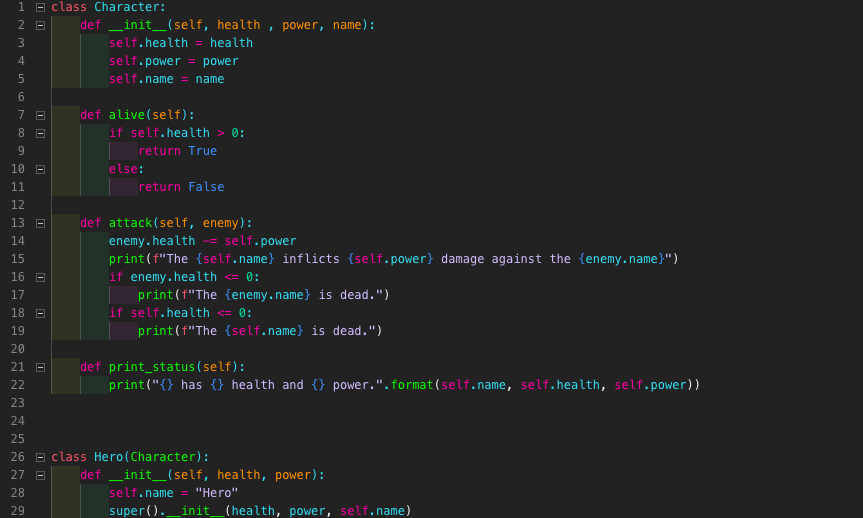 1 class Character:
2     def __init__(self, health , power, name):
3         self.health = health
4         self.power = power
5         self.name = name
6
7     def alive(self):
8         if self.health > 0:
9             return True
10         else:
11             return False
12
13     def attack(self, enemy):
14         enemy.health -= self.power
15         print(f"The {self.name} inflicts {self.power} damage against the {enemy.name}")
16         if enemy.health <= 0:
17             print(f"The {enemy.name} is dead.")
18         if self.health <= 0:
19             print(f"The {self.name} is dead.")
20
21     def print_status(self):
22         print("{} has {} health and {} power.".format(self.name, self.health, self.power))
23
24
25
26 class Hero(Character):
27     def __init__(self, health, power):
28         self.name = "Hero"
29         super().__init__(health, power, self.name)